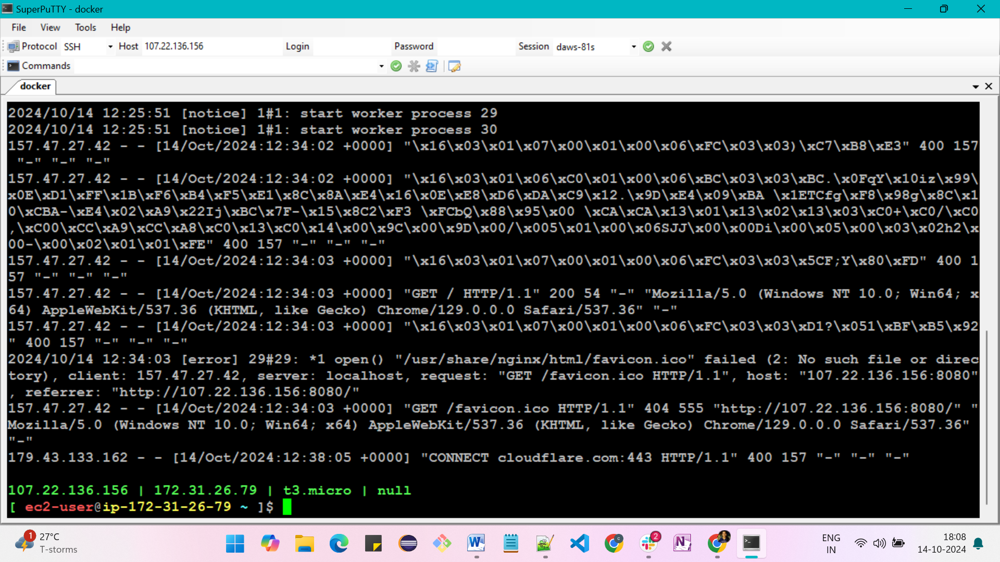 SuperPuTTY - docker
File View Tools Help
Protocol SSH Host 107.22.136.156 Login Password Session daws-81s
Commands
docker
2024/10/14 12:25:51 [notice] 1#1: start worker process 29
2024/10/14 12:25:51 [notice] 1#1: start worker process 30
157.47.27.42 - - [14/Oct/2024:12:34:02 +0000] "\x16\x03\x01\x07\x00\x01\x00\x06\xFC\x03\x03)\xC7\xB8\xE3" 400 157
"-" "-" "-"
157.47.27.42 - - [14/Oct/2024:12:34:02 +0000] "\x16\x03\x01\x06\xC0\x01\x00\x06\xBC\x03\x03\xBC.\x0FqY\x10iz\x99\
x0E\xD1\xFF\x1B\xF6\xB4\xF5\xE1\x8C\x8A\xE4\x16\x0E\xE8\xD6\xDA\xC9\x12.\x9D\xE4\x09\xBA \x1ETCfg\xF8\x98g\x8C\x1
0\xCBA-\xE4\x02\xA9\x22Ij\xBC\x7F-\x15\x8C2\xF3 \xFCbQ\x88\x95\x00 \xCA\xCA\x13\x01\x13\x02\x13\x03\xC0+\xC0/\xC0
,\xC00\xCC\xA9\xCC\xA8\xC0\x13\xC0\x14\x00\x9C\x00\x9D\x00/\x005\x01\x00\x06SJJ\x00\x00Di\x00\x05\x00\x03\x02h2\x
00-\x00\x02\x01\x01\xFE" 400 157 "-" "-" "-"
157.47.27.42 - - [14/Oct/2024:12:34:03 +0000] "\x16\x03\x01\x07\x00\x01\x00\x06\xFC\x03\x03\x5CF;Y\x80\xFD" 400 1
57 "-" "-" "-"
157.47.27.42 - - [14/Oct/2024:12:34:03 +0000] "GET / HTTP/1.1" 200 54 "-" "Mozilla/5.0 (Windows NT 10.0; Win64; x
64) AppleWebKit/537.36 (KHTML, like Gecko) Chrome/129.0.0.0 Safari/537.36" "-"
157.47.27.42 - - [14/Oct/2024:12:34:03 +0000] "\x16\x03\x01\x07\x00\x01\x00\x06\xFC\x03\x03\xD1?\x051\xBF\xB5\x92
" 400 157 "-" "-" "-"
2024/10/14 12:34:03 [error] 29#29: *1 open() "/usr/share/nginx/html/favicon.ico" failed (2: No such file or direc
tory), client: 157.47.27.42, server: localhost, request: "GET /favicon.ico HTTP/1.1", host: "107.22.136.156:8080"
, referrer: "http://107.22.136.156:8080/"
157.47.27.42 - - [14/Oct/2024:12:34:03 +0000] "GET /favicon.ico HTTP/1.1" 404 555 "http://107.22.136.156:8080/" "
Mozilla/5.0 (Windows NT 10.0; Win64; x64) AppleWebKit/537.36 (KHTML, like Gecko) Chrome/129.0.0.0 Safari/537.36"
"-"
179.43.133.162 - - [14/Oct/2024:12:38:05 +0000] "CONNECT cloudflare.com:443 HTTP/1.1" 400 157 "-" "-" "-"
107.22.136.156 | 172.31.26.79 | t3.micro | null
[ ec2-user@ip-172-31-26-79 ~ ]$
1 27°C
T-storms
2
ENG
IN
18:08
14-10-2024